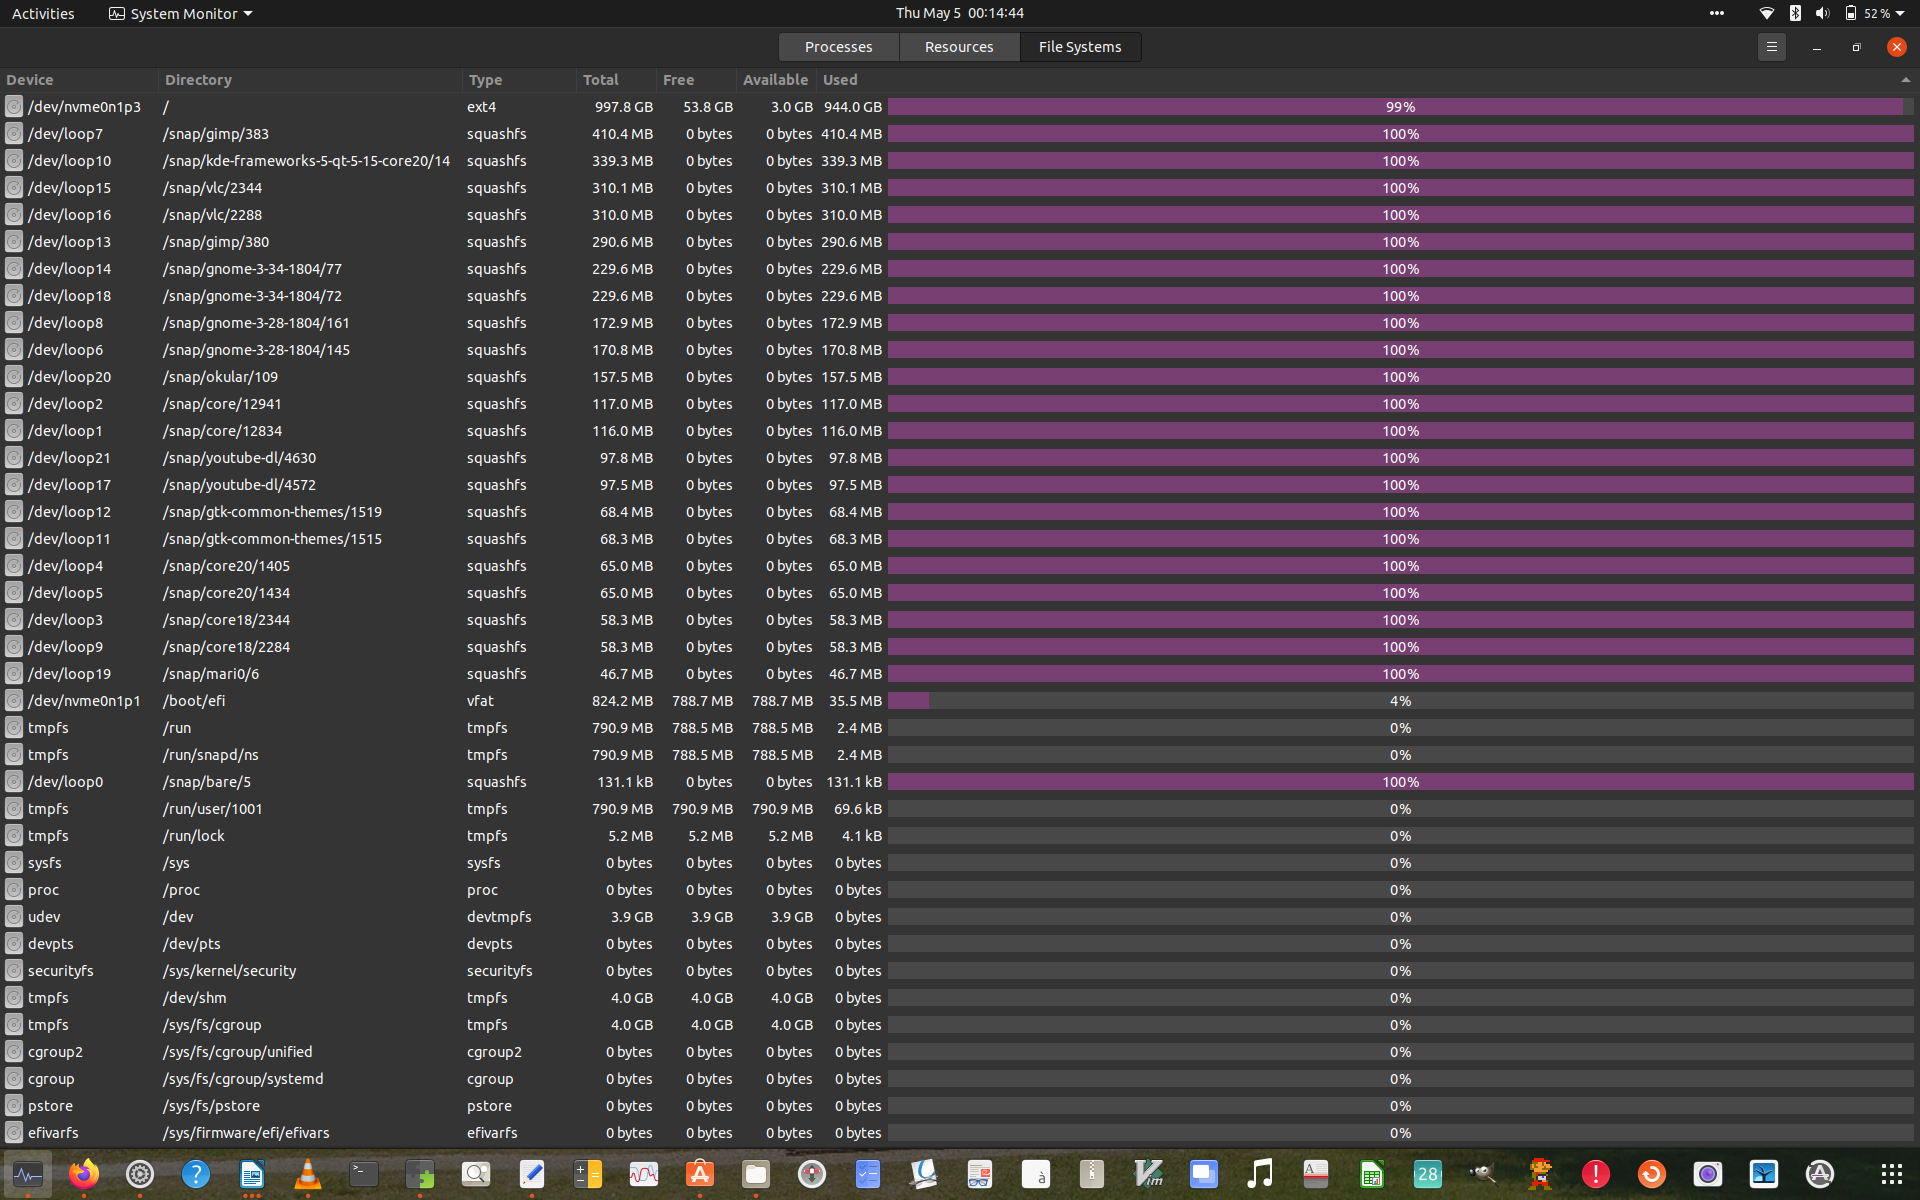 Activities System Monitor Thu May 5 00:14:44 52 %
Processes Resources File Systems
Device Directory Type Total Free Available Used
/dev/nvme0n1p3 / ext4 997.8 GB 53.8 GB 3.0 GB 944.0 GB 99%
/dev/loop7 /snap/gimp/383 squashfs 410.4 MB 0 bytes 0 bytes 410.4 MB 100%
/dev/loop10 /snap/kde-frameworks-5-qt-5-15-core20/14 squashfs 339.3 MB 0 bytes 0 bytes 339.3 MB 100%
/dev/loop15 /snap/vlc/2344 squashfs 310.1 MB 0 bytes 0 bytes 310.1 MB 100%
/dev/loop16 /snap/vlc/2288 squashfs 310.0 MB 0 bytes 0 bytes 310.0 MB 100%
/dev/loop13 /snap/gimp/380 squashfs 290.6 MB 0 bytes 0 bytes 290.6 MB 100%
/dev/loop14 /snap/gnome-3-34-1804/77 squashfs 229.6 MB 0 bytes 0 bytes 229.6 MB 100%
/dev/loop18 /snap/gnome-3-34-1804/72 squashfs 229.6 MB 0 bytes 0 bytes 229.6 MB 100%
/dev/loop8 /snap/gnome-3-28-1804/161 squashfs 172.9 MB 0 bytes 0 bytes 172.9 MB 100%
/dev/loop6 /snap/gnome-3-28-1804/145 squashfs 170.8 MB 0 bytes 0 bytes 170.8 MB 100%
/dev/loop20 /snap/okular/109 squashfs 157.5 MB 0 bytes 0 bytes 157.5 MB 100%
/dev/loop2 /snap/core/12941 squashfs 117.0 MB 0 bytes 0 bytes 117.0 MB 100%
/dev/loop1 /snap/core/12834 squashfs 116.0 MB 0 bytes 0 bytes 116.0 MB 100%
/dev/loop21 /snap/youtube-dl/4630 squashfs 97.8 MB 0 bytes 0 bytes 97.8 MB 100%
/dev/loop17 /snap/youtube-dl/4572 squashfs 97.5 MB 0 bytes 0 bytes 97.5 MB 100%
/dev/loop12 /snap/gtk-common-themes/1519 squashfs 68.4 MB 0 bytes 0 bytes 68.4 MB 100%
/dev/loop11 /snap/gtk-common-themes/1515 squashfs 68.3 MB 0 bytes 0 bytes 68.3 MB 100%
/dev/loop4 /snap/core20/1405 squashfs 65.0 MB 0 bytes 0 bytes 65.0 MB 100%
/dev/loop5 /snap/core20/1434 squashfs 65.0 MB 0 bytes 0 bytes 65.0 MB 100%
/dev/loop3 /snap/core18/2344 squashfs 58.3 MB 0 bytes 0 bytes 58.3 MB 100%
/dev/loop9 /snap/core18/2284 squashfs 58.3 MB 0 bytes 0 bytes 58.3 MB 100%
/dev/loop19 /snap/mari0/6 squashfs 46.7 MB 0 bytes 0 bytes 46.7 MB 100%
/dev/nvme0n1p1 /boot/efi vfat 824.2 MB 788.7 MB 788.7 MB 35.5 MB 4%
tmpfs /run tmpfs 790.9 MB 788.5 MB 788.5 MB 2.4 MB 0%
tmpfs /run/snapd/ns tmpfs 790.9 MB 788.5 MB 788.5 MB 2.4 MB 0%
/dev/loop0 /snap/bare/5 squashfs 131.1 kB 0 bytes 0 bytes 131.1 kB 100%
tmpfs /run/user/1001 tmpfs 790.9 MB 790.9 MB 790.9 MB 69.6 kB 0%
tmpfs /run/lock tmpfs 5.2 MB 5.2 MB 5.2 MB 4.1 kB 0%
sysfs /sys sysfs 0 bytes 0 bytes 0 bytes 0 bytes 0%
proc /proc proc 0 bytes 0 bytes 0 bytes 0 bytes 0%
udev /dev devtmpfs 3.9 GB 3.9 GB 3.9 GB 0 bytes 0%
devpts /dev/pts devpts 0 bytes 0 bytes 0 bytes 0 bytes 0%
securityfs /sys/kernel/security securityfs 0 bytes 0 bytes 0 bytes 0 bytes 0%
tmpfs /dev/shm tmpfs 4.0 GB 4.0 GB 4.0 GB 0 bytes 0%
tmpfs /sys/fs/cgroup tmpfs 4.0 GB 4.0 GB 4.0 GB 0 bytes 0%
cgroup2 /sys/fs/cgroup/unified cgroup2 0 bytes 0 bytes 0 bytes 0 bytes 0%
cgroup /sys/fs/cgroup/systemd cgroup 0 bytes 0 bytes 0 bytes 0 bytes 0%
pstore /sys/fs/pstore pstore 0 bytes 0 bytes 0 bytes 0 bytes 0%
efivarfs /sys/firmware/efi/efivars efivarfs 0 bytes 0 bytes 0 bytes 0 bytes 0%
? >_ à Vim A 28 !